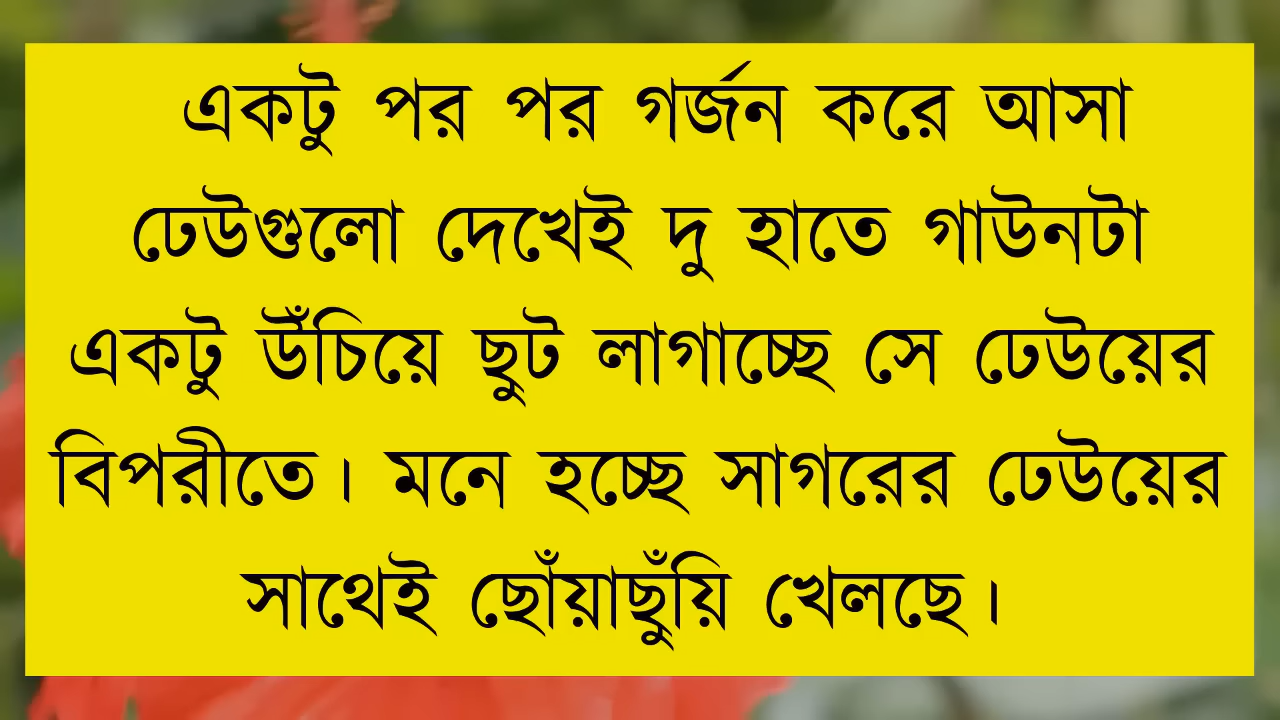 একটু পর পর গর্জন করে আসা
ঢেউগুলো দেখেই দু হাতে গাউনটা
একটু উঁচিয়ে ছুট লাগাচ্ছে সে ঢেউয়ের
বিপরীতে। মনে হচ্ছে সাগরের ঢেউয়ের
সাথেই ছোঁয়াছুঁয়ি খেলছে।